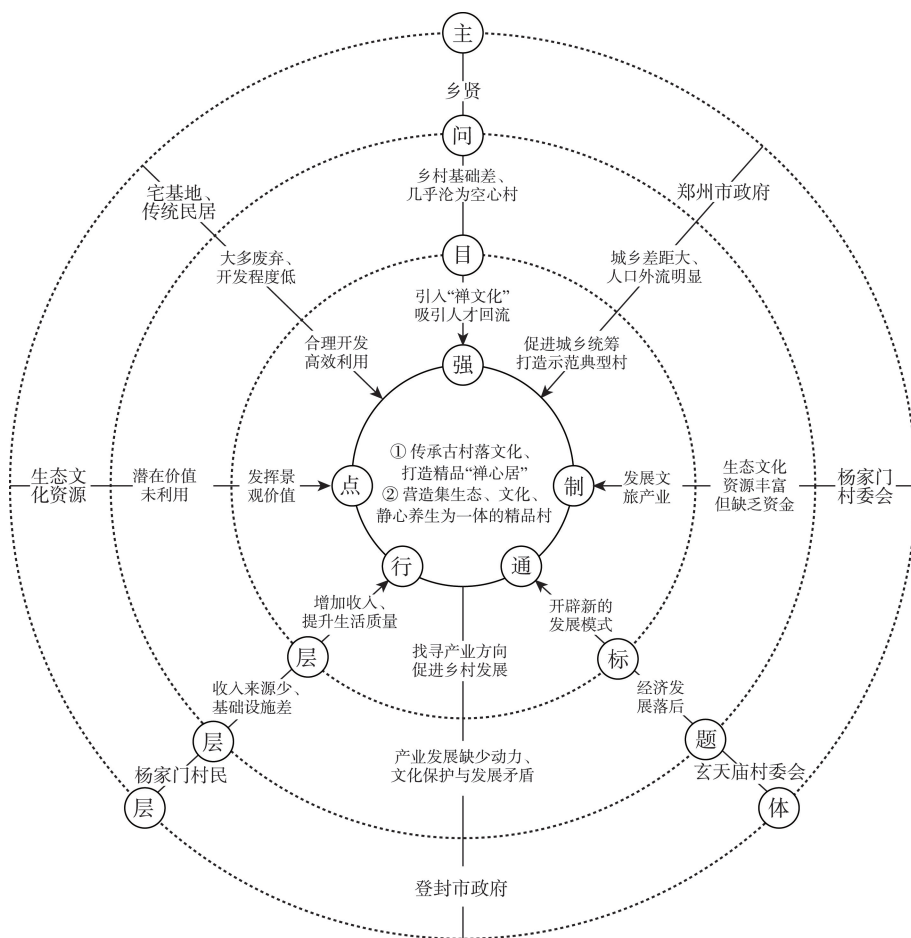 主
乡贤
问
乡村基础差、
几乎沦为空心村
目
引入“禅文化”
吸引人才回流
强
宅基地、
传统民居
大多废弃、
开发程度低
合理开发
高效利用
郑州市政府
城乡差距大、
人口外流明显
促进城乡统筹
打造示范典型村
生态文
化资源
潜在价值
未利用
发挥景
观价值
点
① 传承古村落文化、
打造精品“禅心居”
② 营造集生态、文化、
静心养生为一体的精品村
制
发展文
旅产业
生态文化
资源丰富
但缺乏资金
杨家门
村委会
行
通
增加收入、
提升生活质量
层
收入来源少、
基础设施差
层
杨家门村民
层
找寻产业方向
促进乡村发展
产业发展缺少动力、
文化保护与发展矛盾
登封市政府
开辟新的
发展模式
标
经济发
展落后
题
玄天庙村委会
体